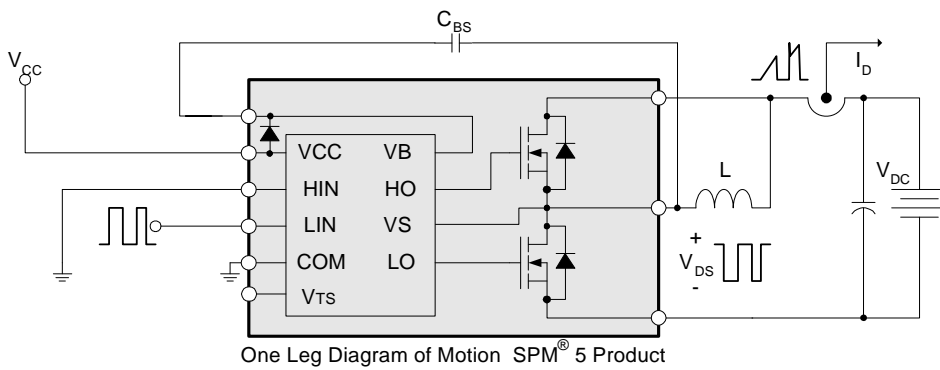 C_BS
V_CC
I_D
VCC VB
HIN HO
LIN VS
COM LO
V_TS
L
V_DC
+
V_DS
-
One Leg Diagram of Motion SPM® 5 Product